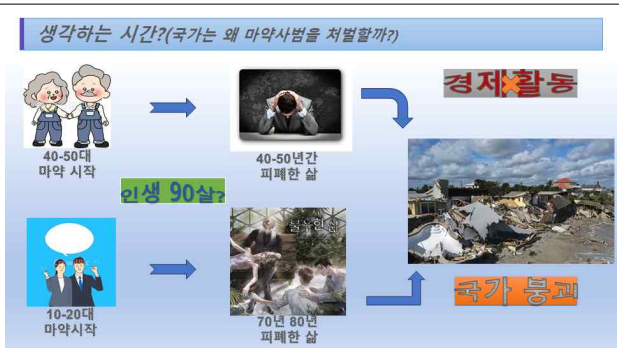 생각하는 시간?(국가는 왜 마약사범을 처벌할까?)
40-50대
마약 시작
40-50년간
피폐한 삶
경제 활동
인생 90살?
10-20대
마약시작
70년 80년
피폐한 삶
국가 붕괴